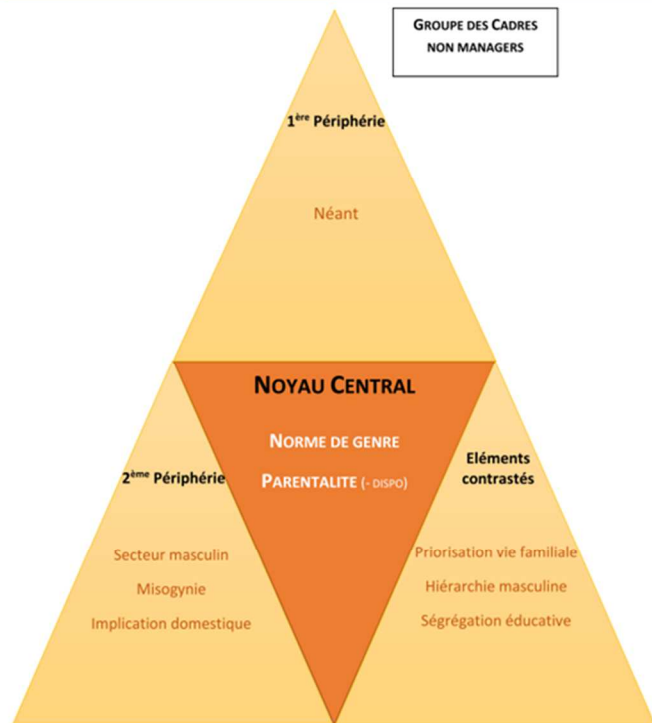 GROUPE DES CADRES
NON MANAGERS
1ère Périphérie
Néant
NOYAU CENTRAL
NORME DE GENRE
PARENTALITE (- DISPO)
2ème Périphérie
Secteur masculin
Misogynie
Implication domestique
Eléments
contrastés
Priorisation vie familiale
Hiérarchie masculine
Ségrégation éducative